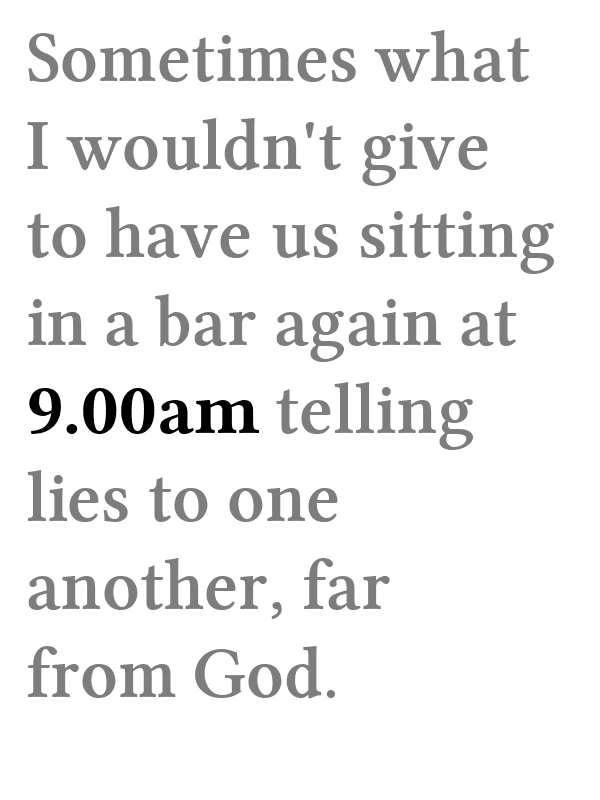 Sometimes what
I wouldn't give
to have us sitting
in a bar again at
9.00am telling
lies to one
another, far
from God.